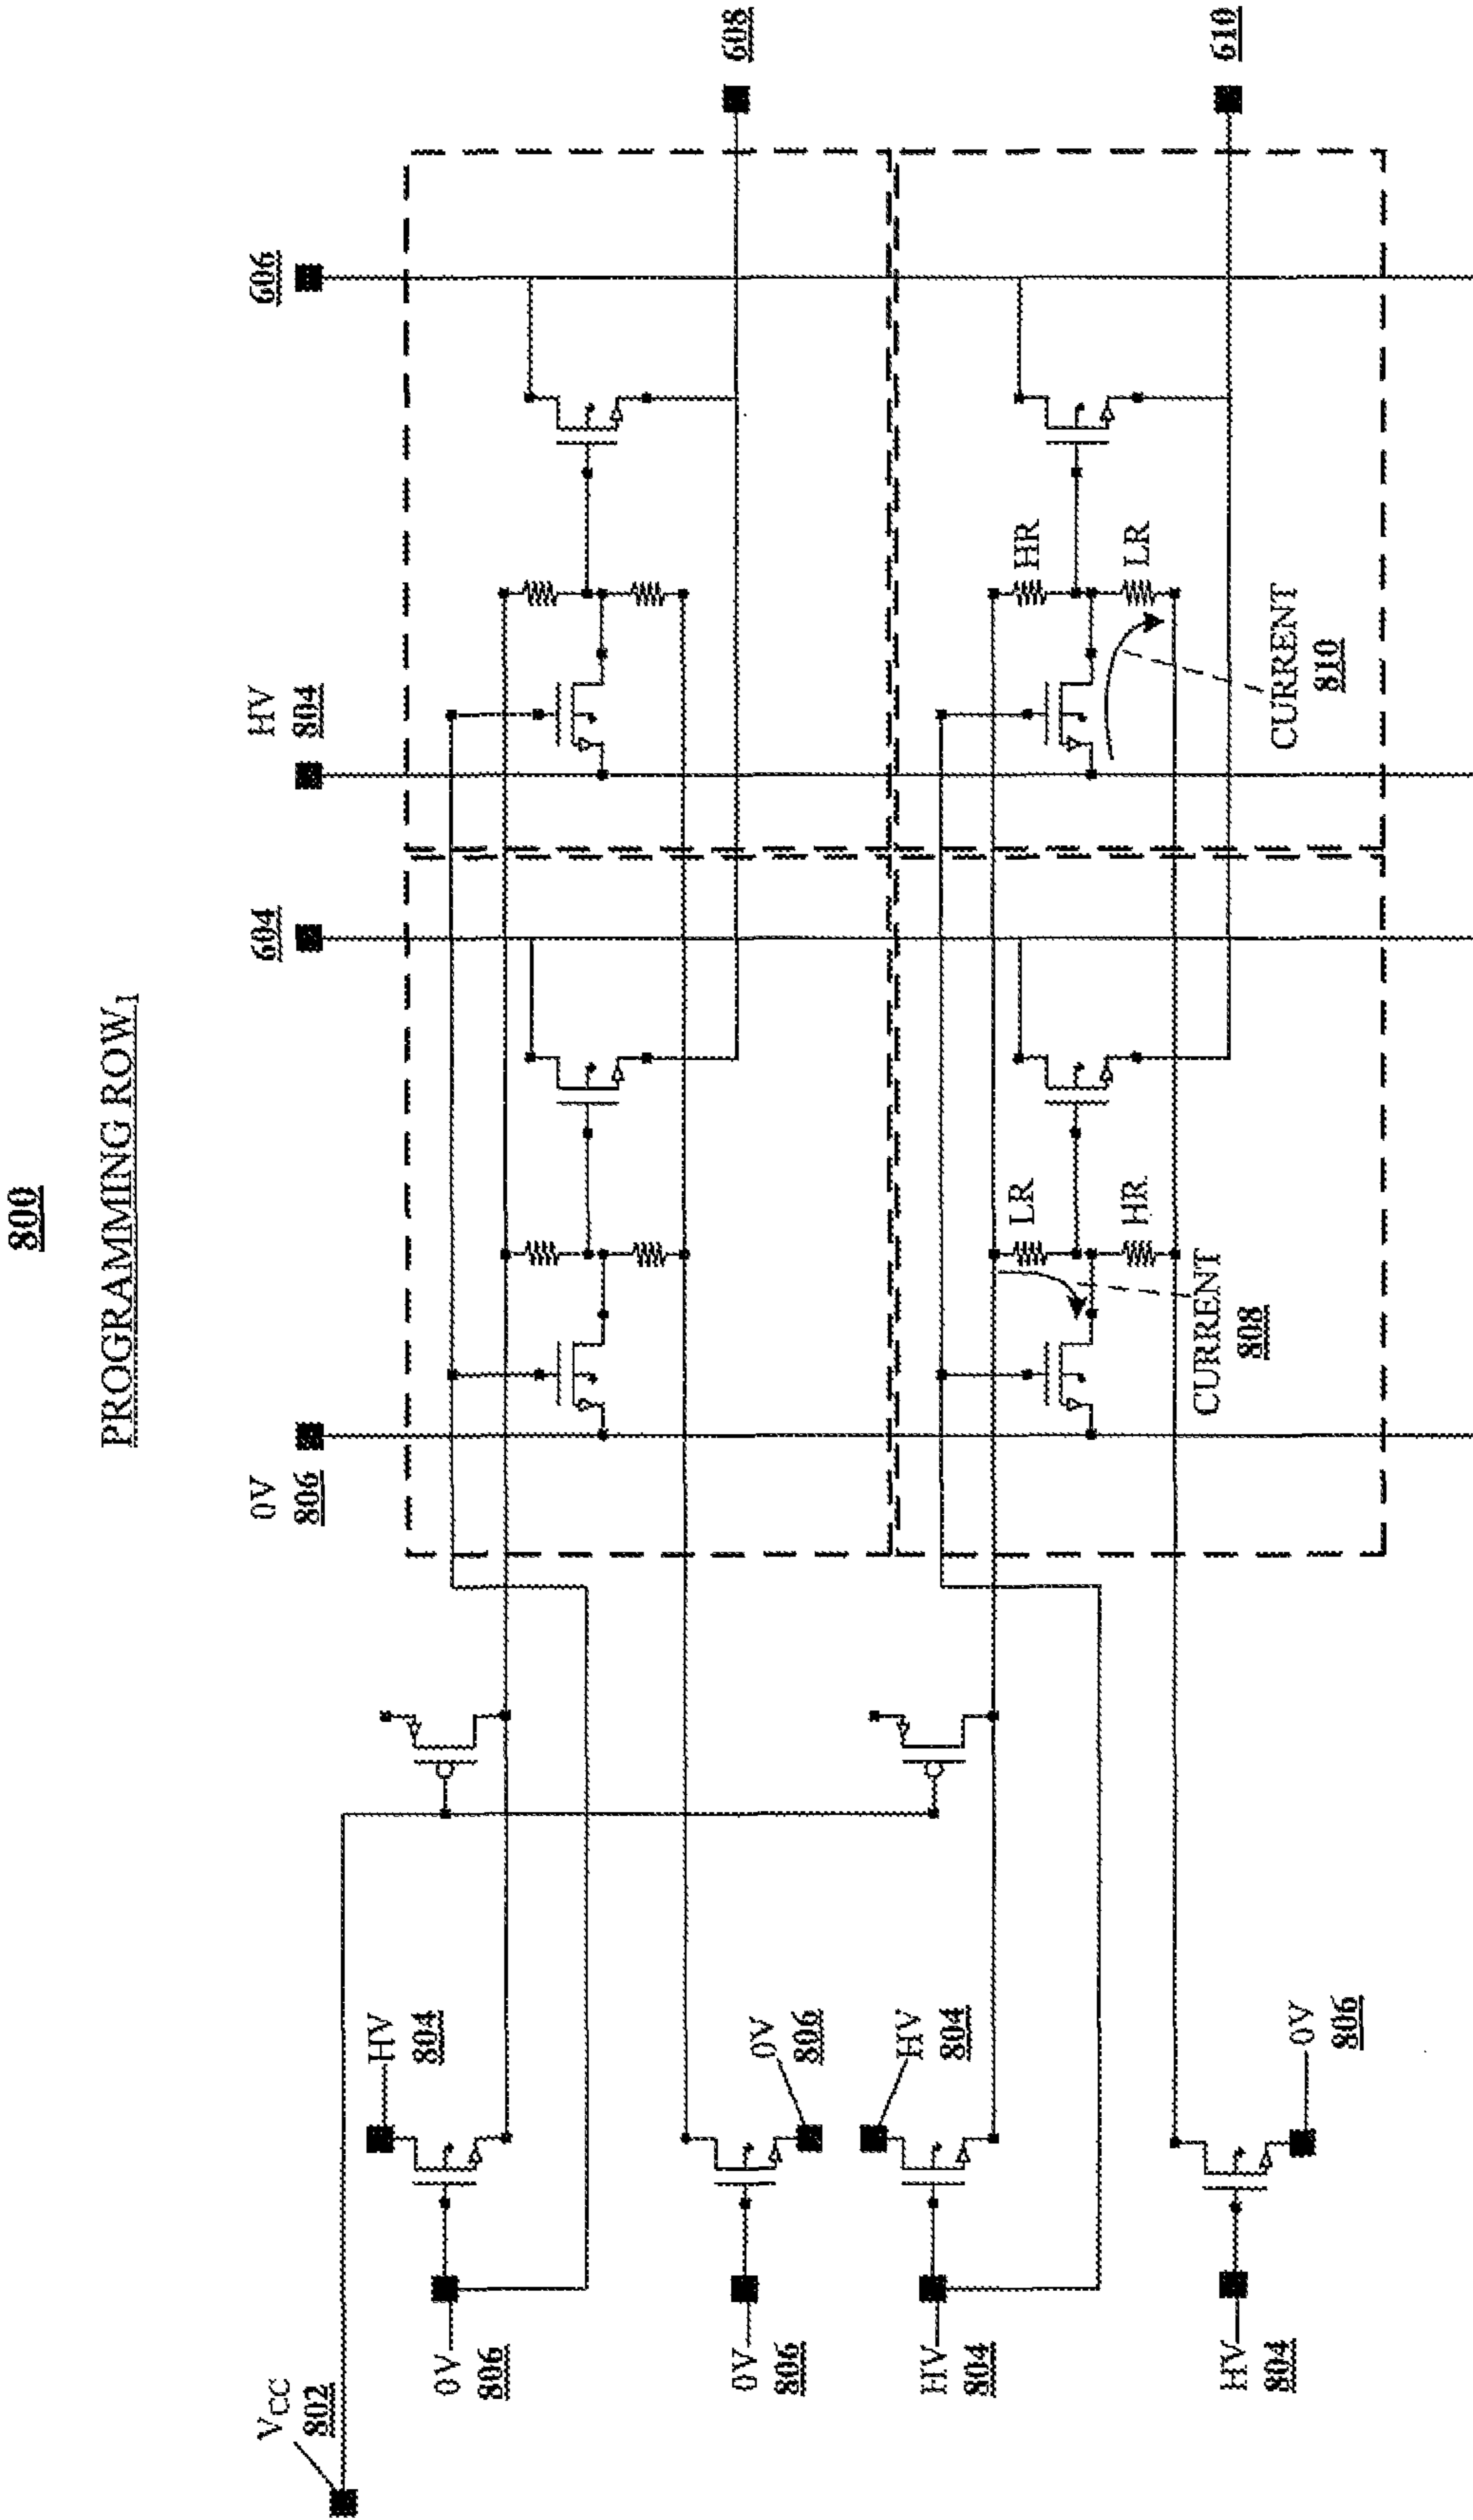 800
PROGRAMMING ROW1
VCC
802
0V
806
HV
804
604
606
HV
804
0V
806
0V
806
0V
806
HV
804
HV
804
HV
804
0V
806
LR
HR
HR
LR
CURRENT
808
CURRENT
810
608
610